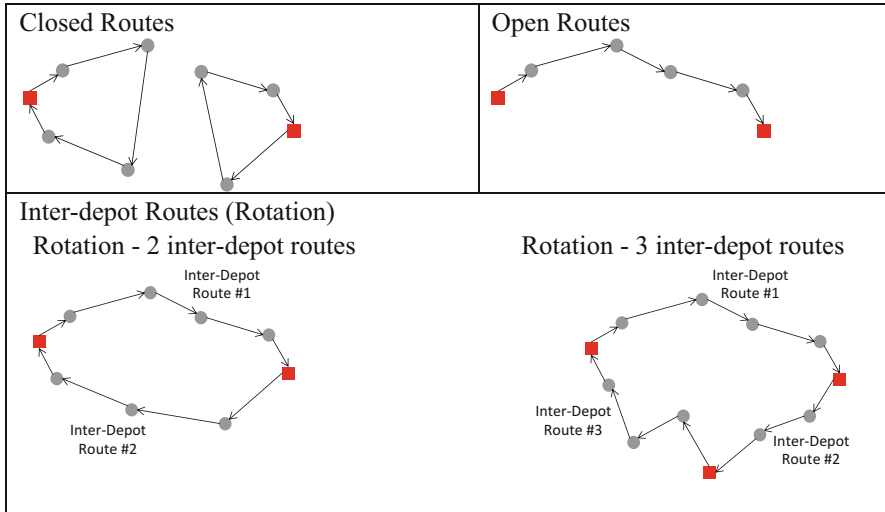 Closed Routes
Open Routes
Inter-depot Routes (Rotation)
Rotation - 2 inter-depot routes
Inter-Depot
Route #1
Inter-Depot
Route #2
Rotation - 3 inter-depot routes
Inter-Depot
Route #1
Inter-Depot
Route #3
Inter-Depot
Route #2